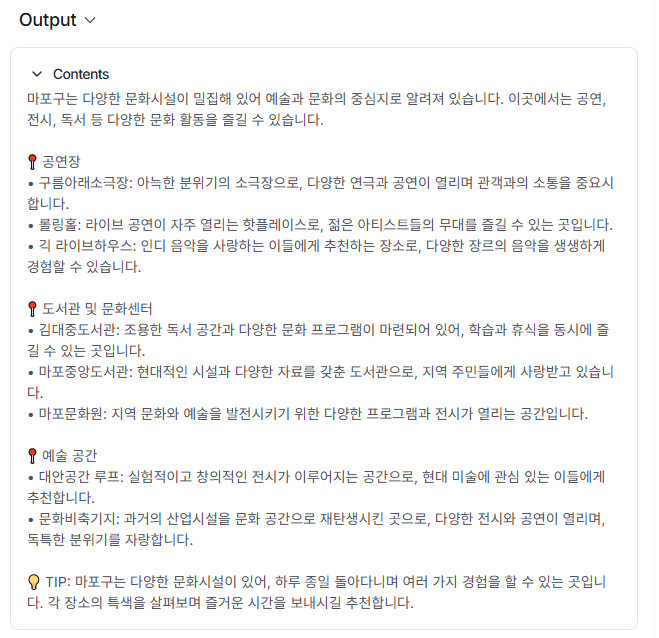 Output
Contents
마포구는 다양한 문화시설이 밀집해 있어 예술과 문화의 중심지로 알려져 있습니다. 이곳에서는 공연,
전시, 독서 등 다양한 문화 활동을 즐길 수 있습니다.
📍 공연장
• 구름아래소극장: 아늑한 분위기의 소극장으로, 다양한 연극과 공연이 열리며 관객과의 소통을 중요시
합니다.
• 롤링홀: 라이브 공연이 자주 열리는 핫플레이스로, 젊은 아티스트들의 무대를 즐길 수 있는 곳입니다.
• 긱 라이브하우스: 인디 음악을 사랑하는 이들에게 추천하는 장소로, 다양한 장르의 음악을 생생하게
경험할 수 있습니다.
📍 도서관 및 문화센터
• 김대중도서관: 조용한 독서 공간과 다양한 문화 프로그램이 마련되어 있어, 학습과 휴식을 동시에 즐
길 수 있는 곳입니다.
• 마포중앙도서관: 현대적인 시설과 다양한 자료를 갖춘 도서관으로, 지역 주민들에게 사랑받고 있습니
다.
• 마포문화원: 지역 문화와 예술을 발전시키기 위한 다양한 프로그램과 전시가 열리는 공간입니다.
📍 예술 공간
• 대안공간 루프: 실험적이고 창의적인 전시가 이루어지는 공간으로, 현대 미술에 관심 있는 이들에게
추천합니다.
• 문화비축기지: 과거의 산업시설을 문화 공간으로 재탄생시킨 곳으로, 다양한 전시와 공연이 열리며,
독특한 분위기를 자랑합니다.
💡 TIP: 마포구는 다양한 문화시설이 있어, 하루 종일 돌아다니며 여러 가지 경험을 할 수 있는 곳입니
다. 각 장소의 특색을 살펴보며 즐거운 시간을 보내시길 추천합니다.